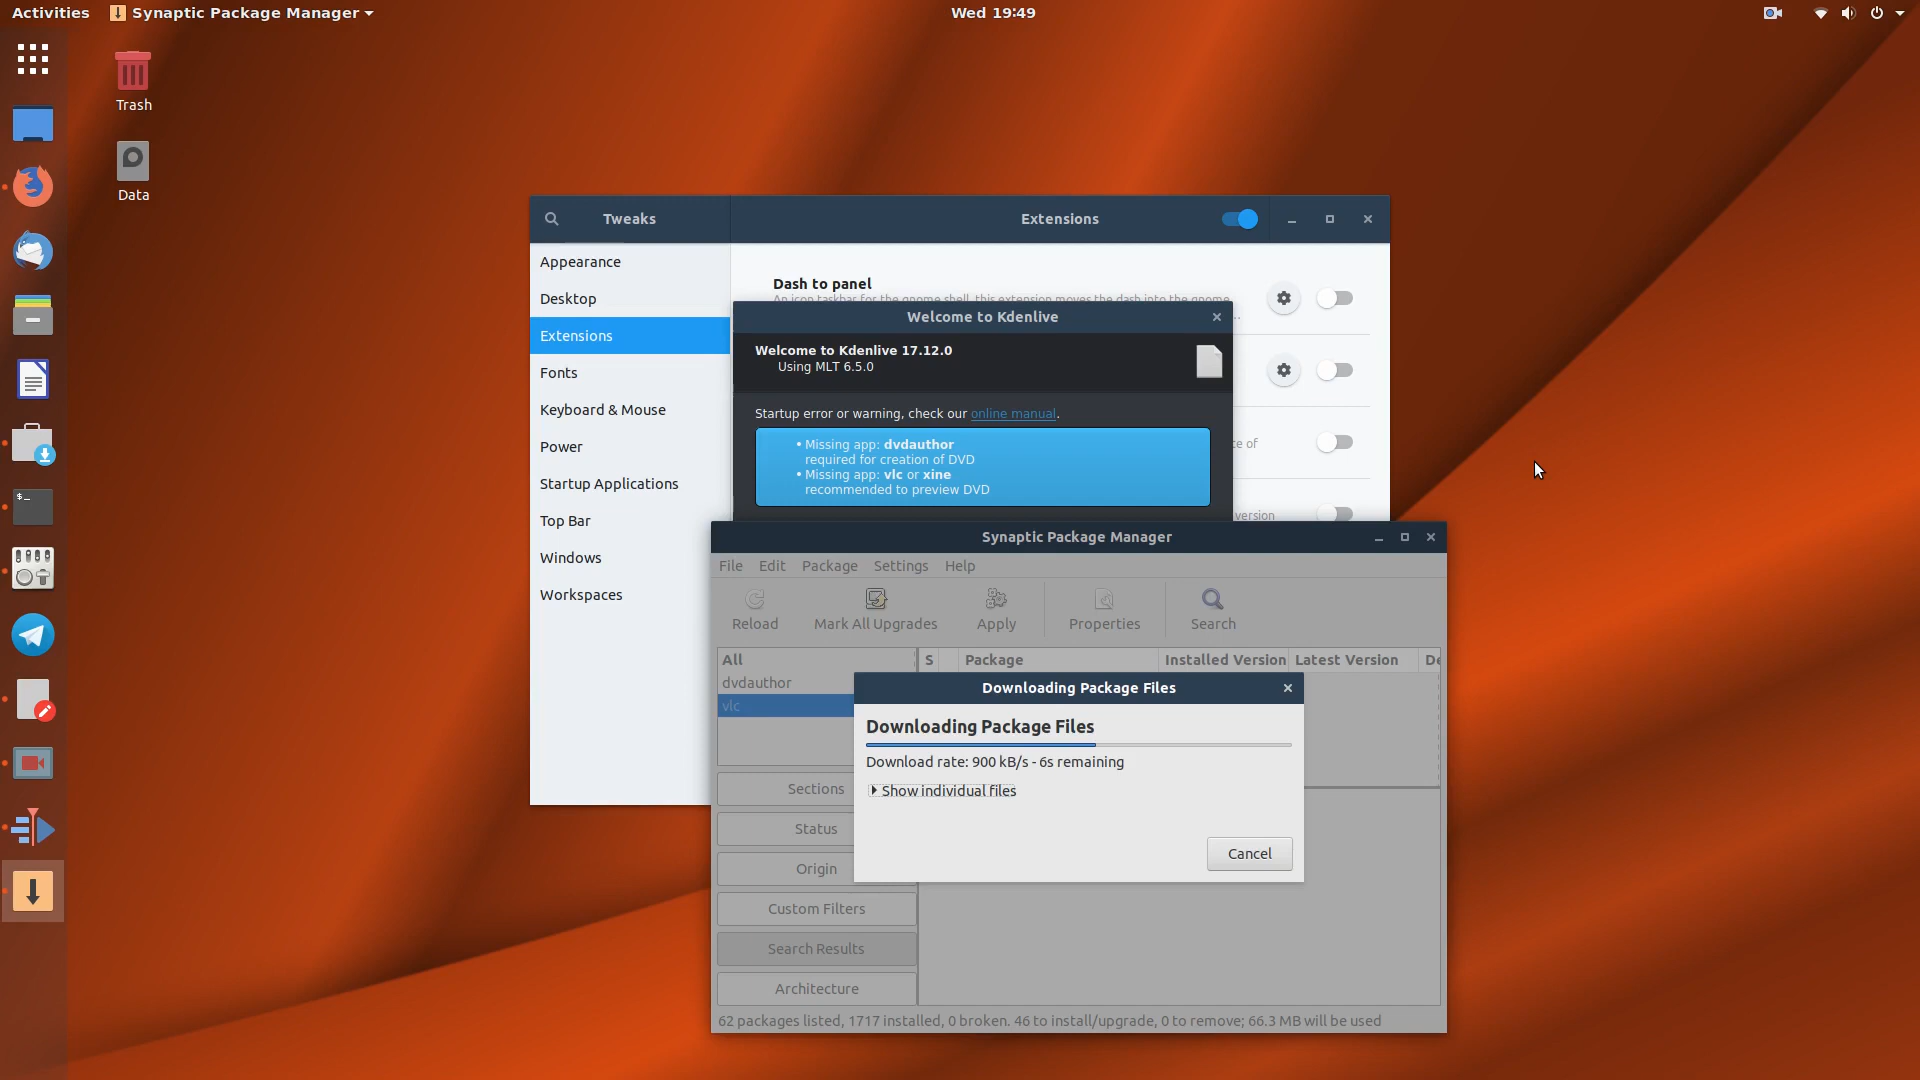 Activities
Synaptic Package Manager
Wed 19:49
Trash
Data
Tweaks
Extensions
Appearance
Desktop
Extensions
Fonts
Keyboard & Mouse
Power
Startup Applications
Top Bar
Windows
Workspaces
Dash to panel
An icon taskbar for the gnome shell, this extension moves the dash into the gnome
..
ce of
version
Welcome to Kdenlive
Welcome to Kdenlive 17.12.0
Using MLT 6.5.0
Startup error or warning, check our online manual.
• Missing app: dvdauthor
required for creation of DVD
• Missing app: vlc or xine
recommended to preview DVD
Synaptic Package Manager
File Edit Package Settings Help
Reload Mark All Upgrades Apply Properties Search
All
dvdauthor
vlc
S Package Installed Version Latest Version De
Downloading Package Files
Downloading Package Files
Download rate: 900 kB/s - 6s remaining
Show individual files
Cancel
Sections
Status
Origin
Custom Filters
Search Results
Architecture
62 packages listed, 1717 installed, 0 broken. 46 to install/upgrade, 0 to remove; 66.3 MB will be used